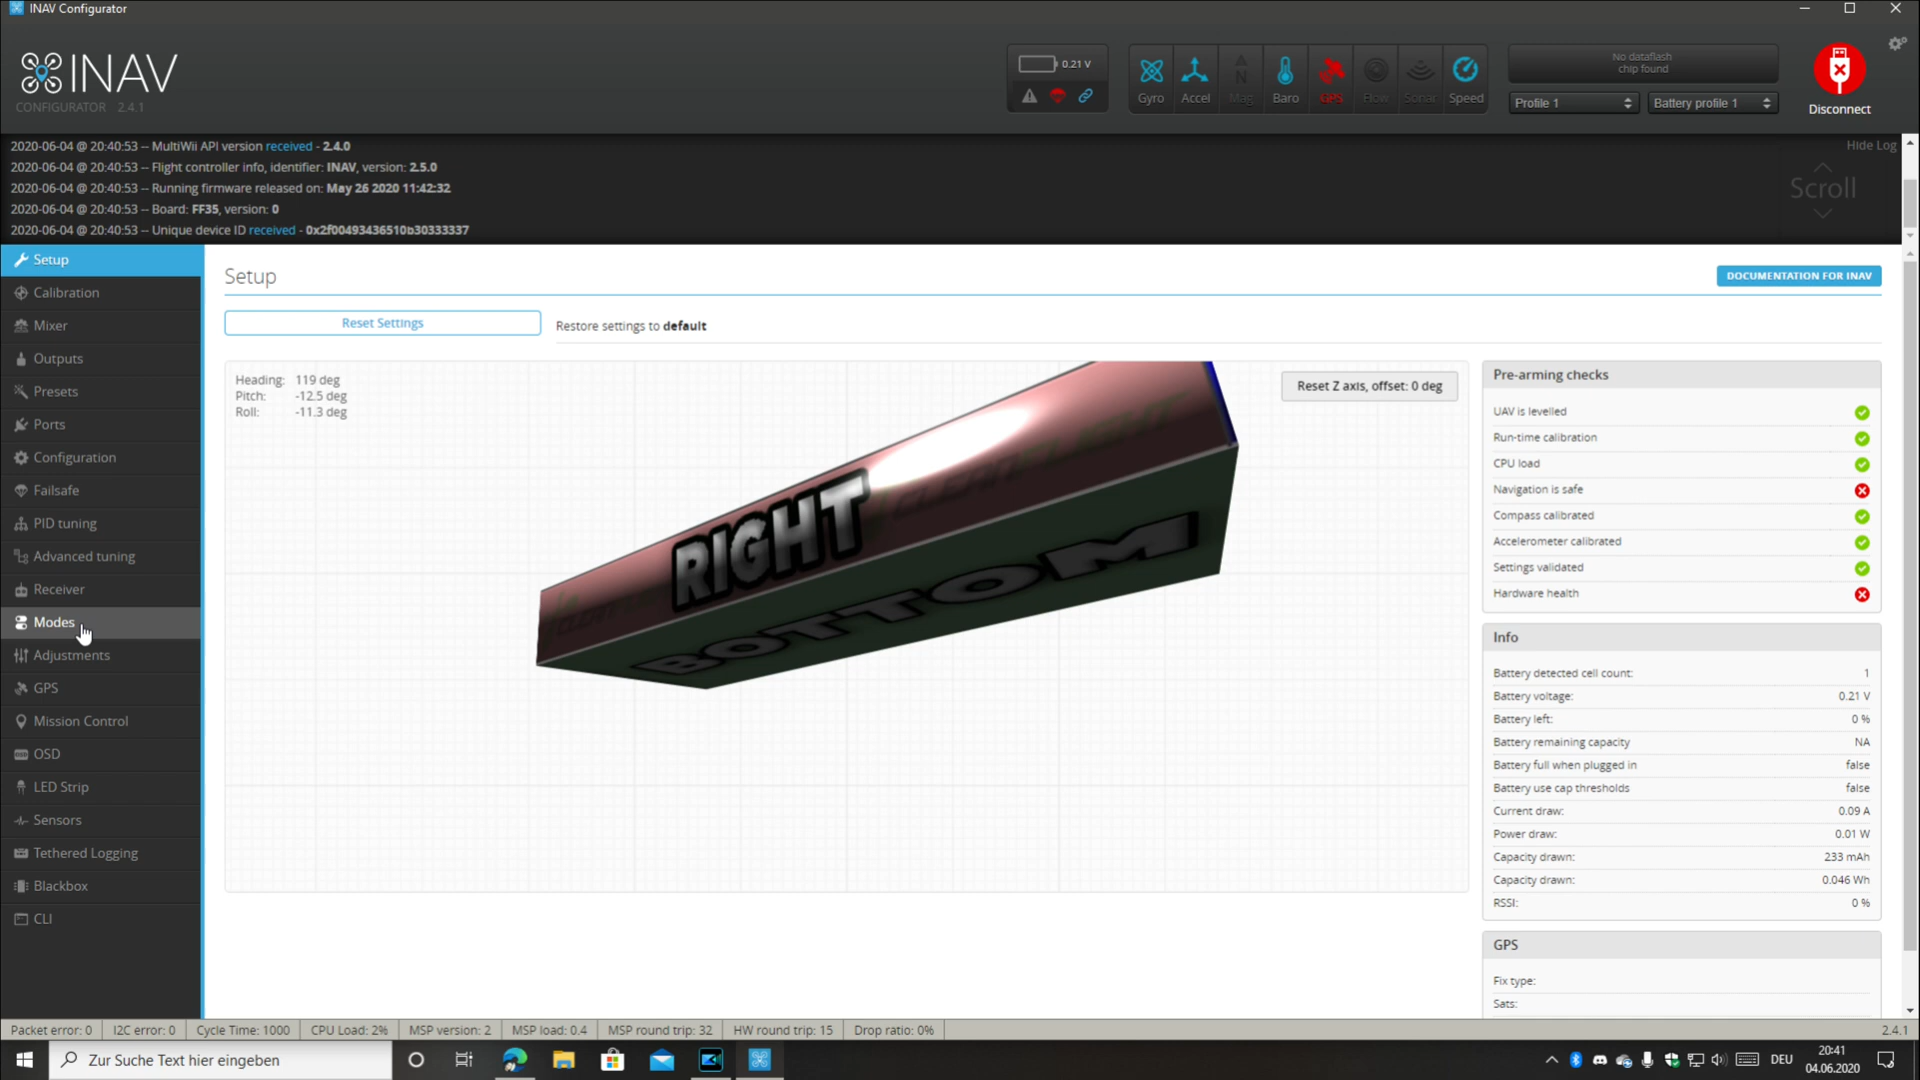 INAV Configurator
INAV
CONFIGURATOR 2.4.1
0.21 V
Gyro
Accel
Mag
Baro
GPS
Flow
Sonar
Speed
No dataflash
chip found
Profile 1
Battery profile 1
Disconnect
2020-06-04 @ 20:40:53 -- MultiWii API version received - 2.4.0
2020-06-04 @ 20:40:53 -- Flight controller info, identifier: INAV, version: 2.5.0
2020-06-04 @ 20:40:53 -- Running firmware released on: May 26 2020 11:42:32
2020-06-04 @ 20:40:53 -- Board: FF35, version: 0
2020-06-04 @ 20:40:53 -- Unique device ID received - 0x2f00493436510b30333337
Hide Log
Scroll
Setup
Calibration
Mixer
Outputs
Presets
Ports
Configuration
Failsafe
PID tuning
Advanced tuning
Receiver
Modes
Adjustments
GPS
Mission Control
OSD
LED Strip
Sensors
Tethered Logging
Blackbox
CLI
Setup
DOCUMENTATION FOR INAV
Reset Settings
Restore settings to default
Heading: 119 deg
Pitch: -12.5 deg
Roll: -11.3 deg
Reset Z axis, offset: 0 deg
RIGHT
BOTTOM
Pre-arming checks
UAV is levelled
Run-time calibration
CPU load
Navigation is safe
Compass calibrated
Accelerometer calibrated
Settings validated
Hardware health
Info
Battery detected cell count: 1
Battery voltage: 0.21 V
Battery left: 0 %
Battery remaining capacity NA
Battery full when plugged in false
Battery use cap thresholds false
Current draw: 0.09 A
Power draw: 0.01 W
Capacity drawn: 233 mAh
Capacity drawn: 0.046 Wh
RSSI: 0 %
GPS
Fix type:
Sats:
Packet error: 0
I2C error: 0
Cycle Time: 1000
CPU Load: 2%
MSP version: 2
MSP load: 0.4
MSP round trip: 32
HW round trip: 15
Drop ratio: 0%
2.4.1
Zur Suche Text hier eingeben
DEU
20:41
04.06.2020